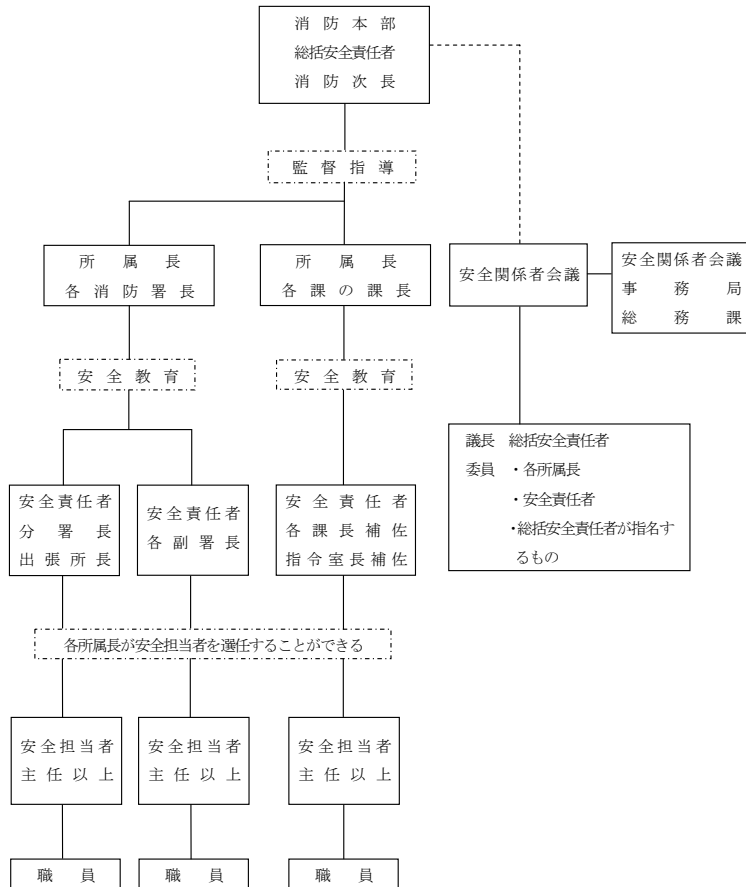 消防本部
総括安全責任者
消防次長
監督指導
所属長
各消防署長
所属長
各課の課長
安全関係者会議
安全関係者会議
事務局
総務課
安全教育
安全教育
議長 総括安全責任者
委員 ・各所属長
・安全責任者
・総括安全責任者が指名す
るもの
安全責任者
分署長
出張所長
安全責任者
各副署長
安全責任者
各課長補佐
指令室長補佐
各所属長が安全担当者を選任することができる
安全担当者
主任以上
安全担当者
主任以上
安全担当者
主任以上
職員
職員
職員